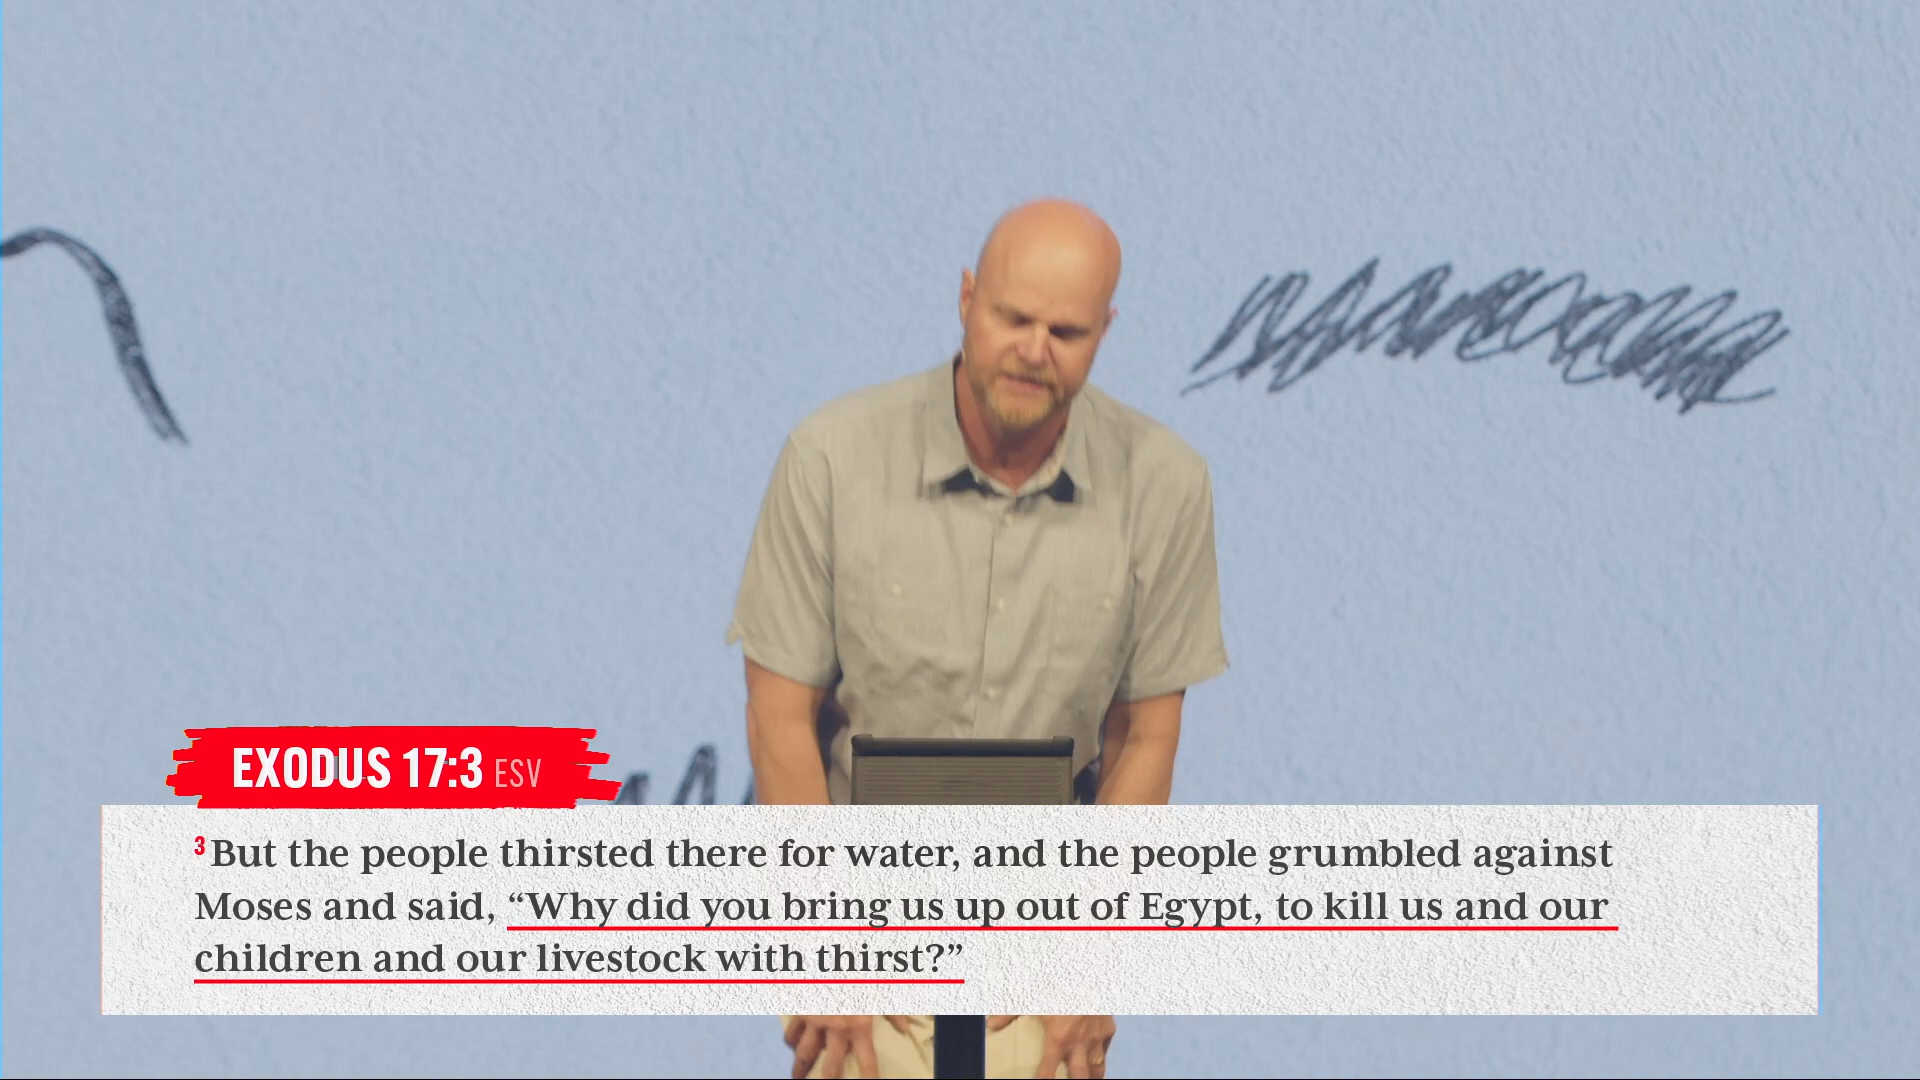 EXODUS 17:3 ESV
3 But the people thirsted there for water, and the people grumbled against
Moses and said, “Why did you bring us up out of Egypt, to kill us and our
children and our livestock with thirst?”